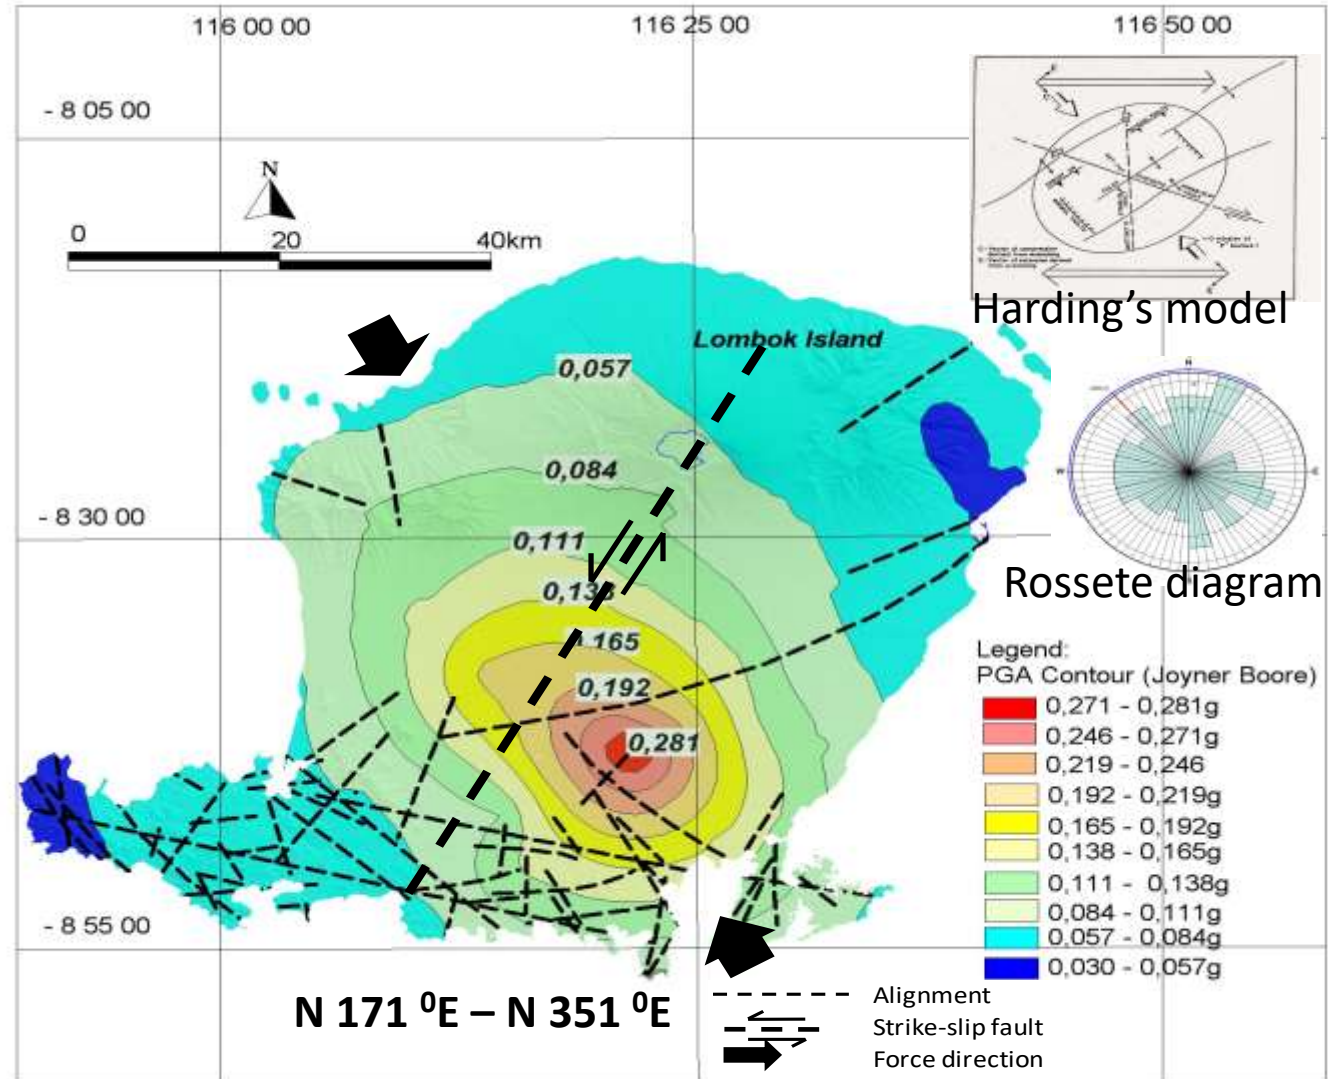 116 00 00
116 25 00
116 50 00
- 8 05 00
N
0
20
40km
Harding's model
Lombok Island
0,057
0,084
- 8 30 00
0,111
0,138
0,165
0,192
0,281
N
W
E
Rossete diagram
Legend:
PGA Contour (Joyner Boore)
0,271 - 0,281g
0,246 - 0,271g
0,219 - 0,246
0,192 - 0,219g
0,165 - 0,192g
0,138 - 0,165g
0,111 - 0,138g
0,084 - 0,111g
0,057 - 0,084g
0,030 - 0,057g
- 8 55 00
N 171 ⁰E – N 351 ⁰E
Alignment
Strike-slip fault
Force direction